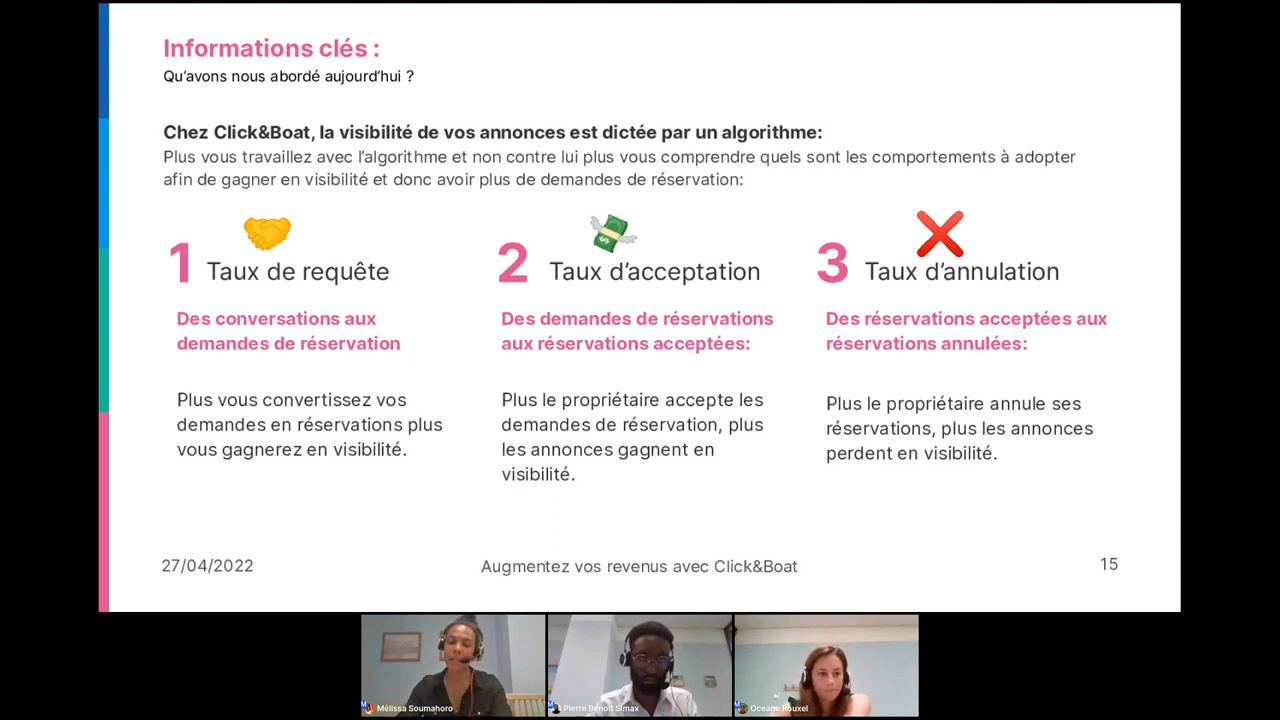 Informations clés :
Qu'avons nous abordé aujourd'hui ?
Chez Click&Boat, la visibilité de vos annonces est dictée par un algorithme:
Plus vous travaillez avec l'algorithme et non contre lui plus vous comprendre quels sont les comportements à adopter
afin de gagner en visibilité et donc avoir plus de demandes de réservation:
1 Taux de requête
Des conversations aux
demandes de réservation
Plus vous convertissez vos
demandes en réservations plus
vous gagnerez en visibilité.
2 Taux d'acceptation
Des demandes de réservations
aux réservations acceptées:
Plus le propriétaire accepte les
demandes de réservation, plus
les annonces gagnent en
visibilité.
3 Taux d'annulation
Des réservations acceptées aux
réservations annulées:
Plus le propriétaire annule ses
réservations, plus les annonces
perdent en visibilité.
27/04/2022
Augmentez vos revenus avec Click&Boat
15
Mélissa Soumahoro
Pierre Benoit Simax
Oceane Rouxel